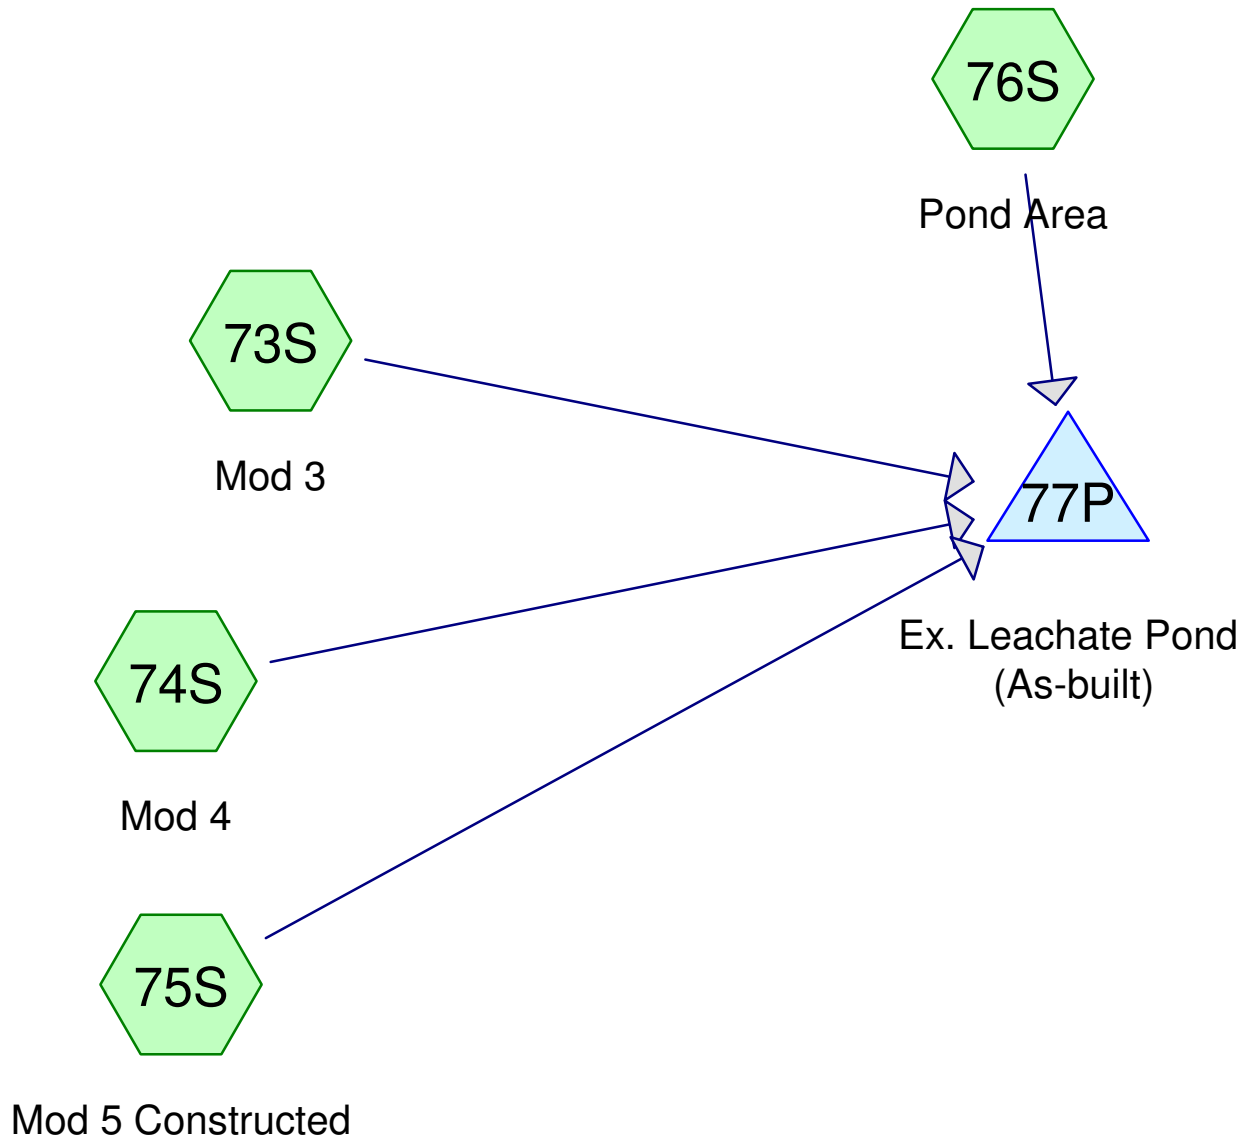 76S
Pond Area
73S
Mod 3
77P
Ex. Leachate Pond
(As-built)
74S
Mod 4
75S
Mod 5 Constructed